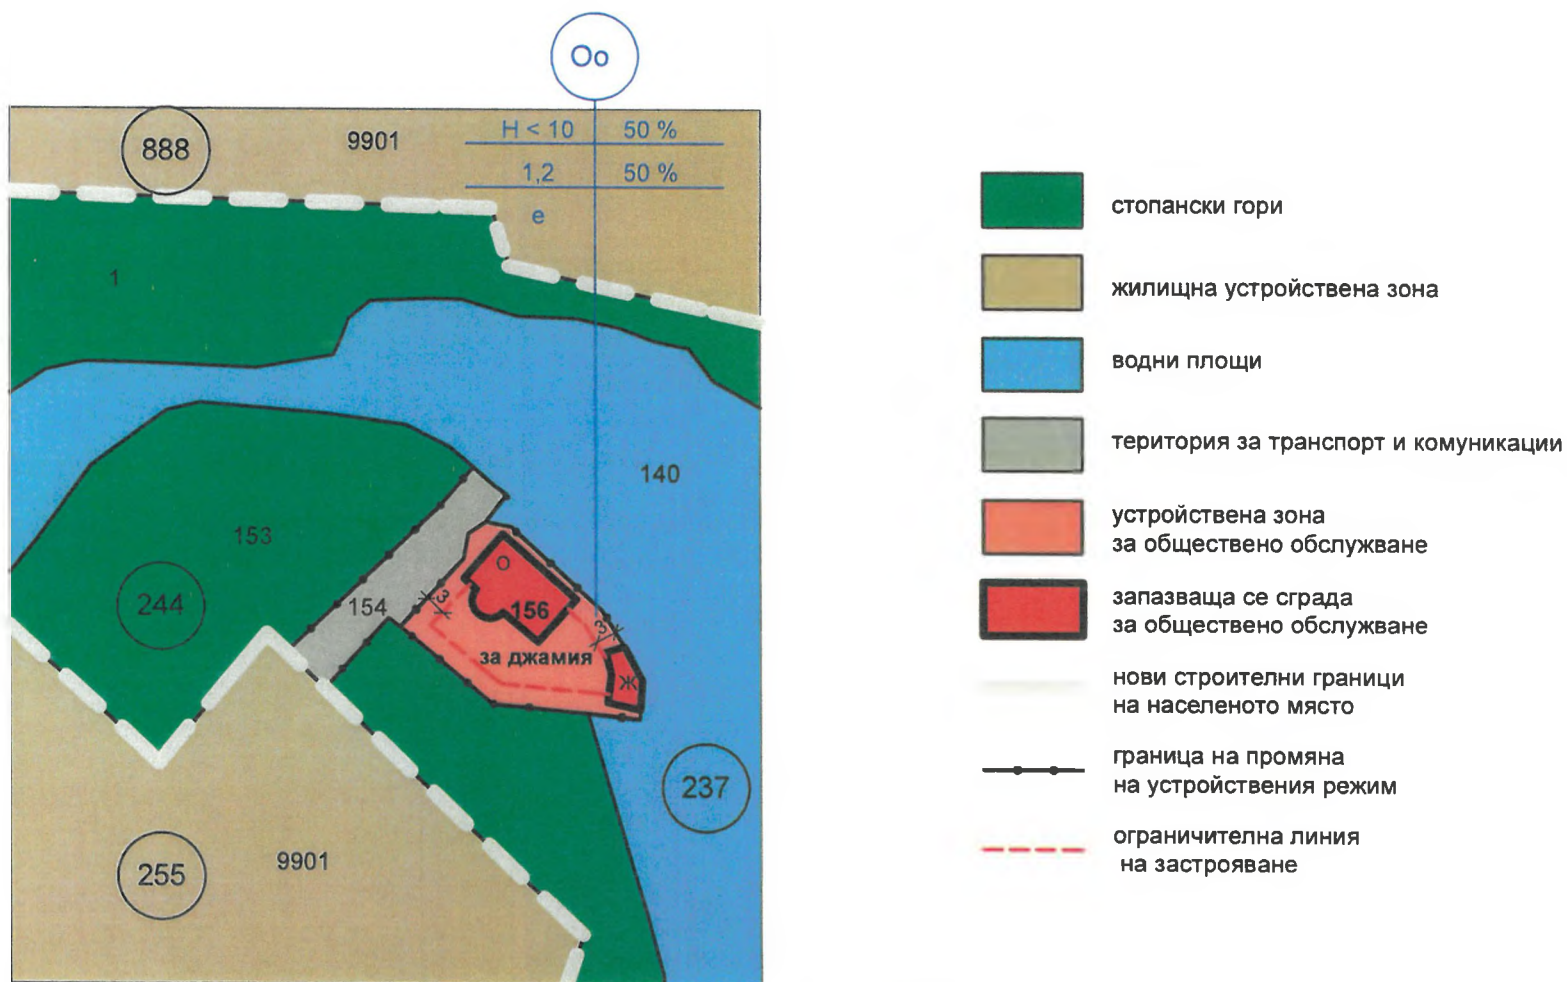 Оо
888
9901
H < 10 50 %
1,2 50 %
е
1
140
153
244
154
3
О
156
3
за джамия
Ж
237
255
9901
стопански гори
жилищна устройствена зона
водни площи
територия за транспорт и комуникации
устройствена зона
за обществено обслужване
запазваща се сграда
за обществено обслужване
нови строителни граници
на населеното място
граница на промяна
на устройствения режим
ограничителна линия
на застрояване